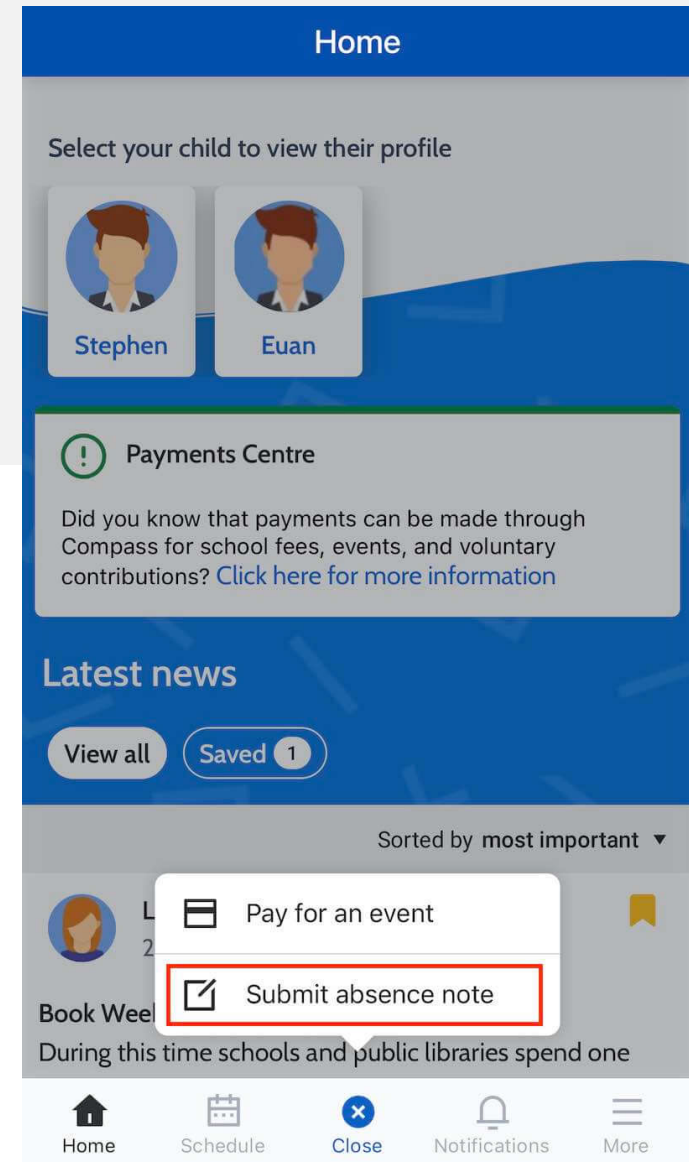 Home
Select your child to view their profile
Stephen
Euan
Payments Centre
Did you know that payments can be made through
Compass for school fees, events, and voluntary
contributions? Click here for more information
Latest news
View all
Saved 1
Sorted by most important
L
2
Pay for an event
Submit absence note
Book Wee
During this time schools and public libraries spend one
Home
Schedule
Close
Notifications
More